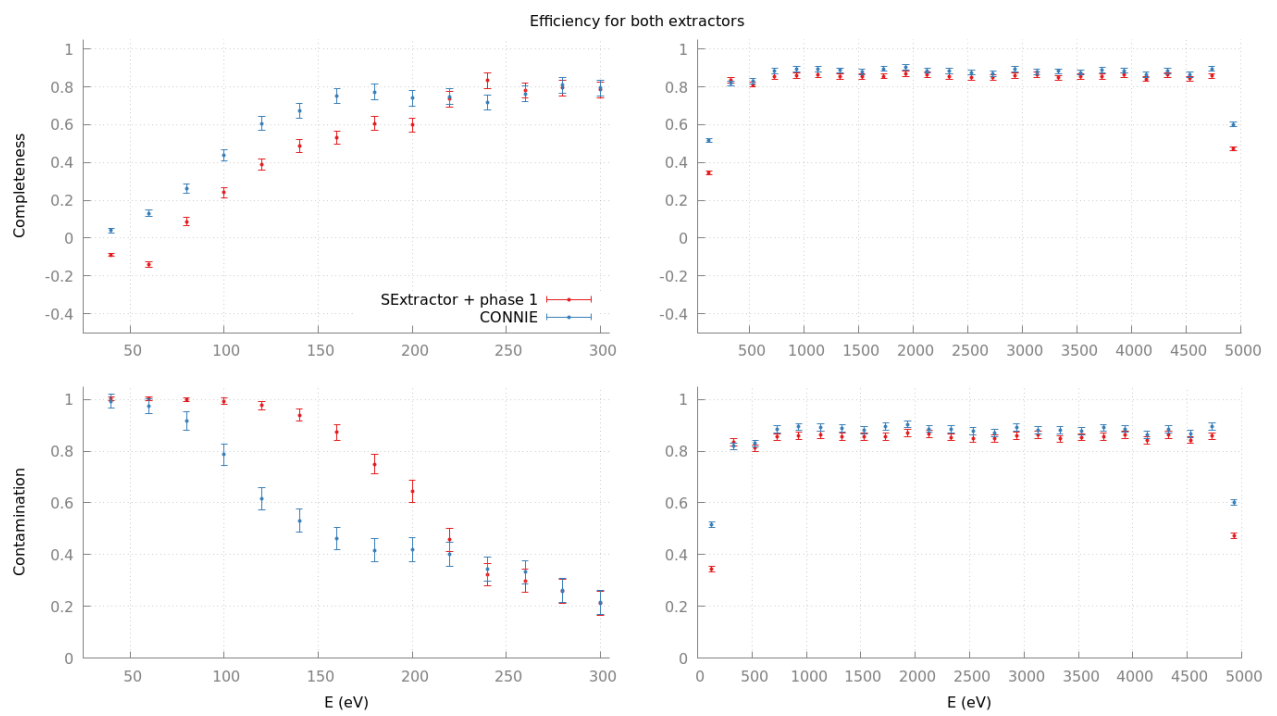 Efficiency for both extractors
Completeness
1
0.8
0.6
0.4
0.2
0
-0.2
-0.4
50 100 150 200 250 300
SExtractor + phase 1
CONNIE
1
0.8
0.6
0.4
0.2
0
-0.2
-0.4
500 1000 1500 2000 2500 3000 3500 4000 4500 5000
Contamination
1
0.8
0.6
0.4
0.2
0
50 100 150 200 250 300
E (eV)
1
0.8
0.6
0.4
0.2
0
0 500 1000 1500 2000 2500 3000 3500 4000 4500 5000
E (eV)